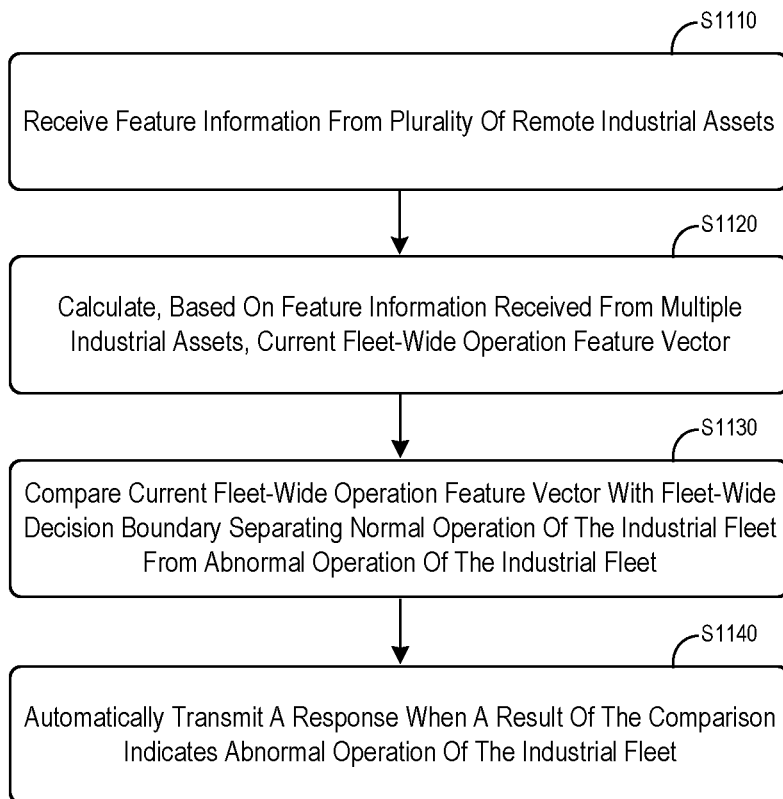 S1110
Receive Feature Information From Plurality Of Remote Industrial Assets
S1120
Calculate, Based On Feature Information Received From Multiple
Industrial Assets, Current Fleet-Wide Operation Feature Vector
S1130
Compare Current Fleet-Wide Operation Feature Vector With Fleet-Wide
Decision Boundary Separating Normal Operation Of The Industrial Fleet
From Abnormal Operation Of The Industrial Fleet
S1140
Automatically Transmit A Response When A Result Of The Comparison
Indicates Abnormal Operation Of The Industrial Fleet